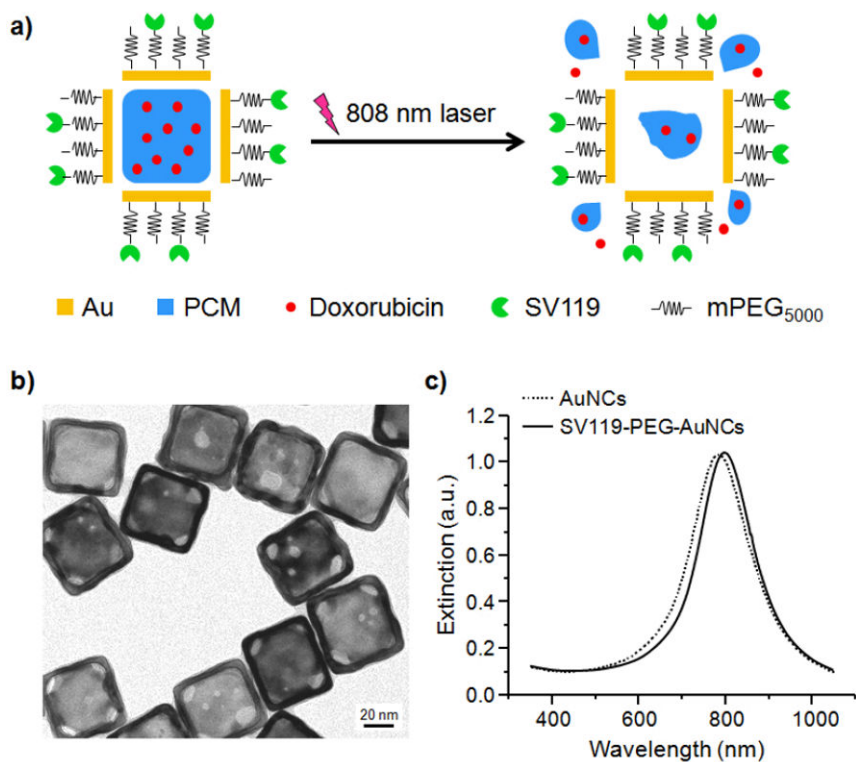 a)
808 nm laser
Au PCM Doxorubicin SV119 mPEG5000
b)
20 nm
c)
AuNCs
SV119-PEG-AuNCs
Extinction (a.u.)
1.2
1.0
0.8
0.6
0.4
0.2
0.0
400 600 800 1000
Wavelength (nm)